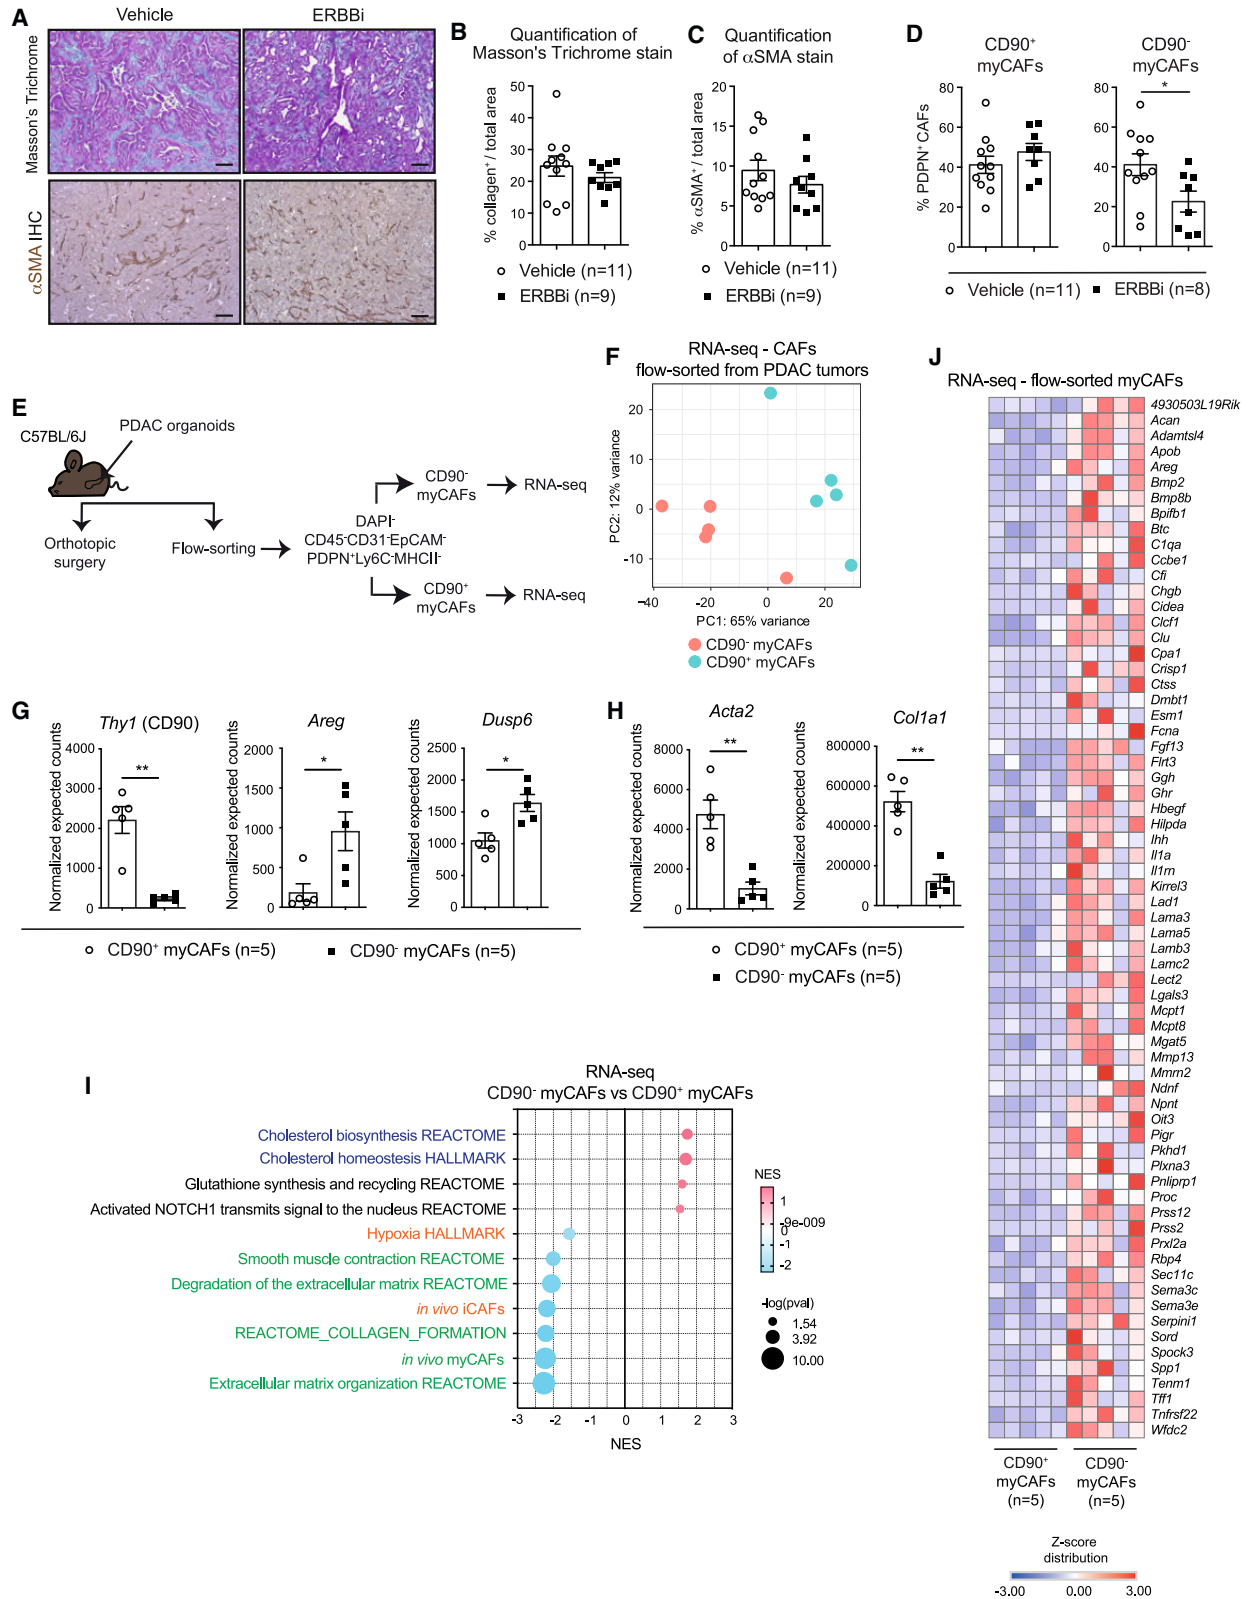 A
Vehicle
ERBBi
Masson's Trichrome
αSMA IHC
B
Quantification of
Masson's Trichrome stain
% collagen⁺ / total area
50
40
30
20
10
0
Vehicle (n=11)
ERBBi (n=9)
C
Quantification
of αSMA stain
% αSMA⁺ / total area
20
15
10
5
0
Vehicle (n=11)
ERBBi (n=9)
D
CD90⁺
myCAFs
CD90⁻
myCAFs
% PDPN⁺ CAFs
80
60
40
20
0
80
60
40
20
0
*
Vehicle (n=11)
ERBBi (n=8)
E
C57BL/6J
PDAC organoids
Orthotopic
surgery
Flow-sorting
DAPI⁻
CD45⁻CD31⁻EpCAM⁻
PDPN⁺Ly6C⁻MHCII⁻
CD90⁻
myCAFs
RNA-seq
CD90⁺
myCAFs
RNA-seq
F
RNA-seq - CAFs
flow-sorted from PDAC tumors
PC2: 12% variance
20
10
0
-10
-40
-20
0
20
PC1: 65% variance
CD90⁻ myCAFs
CD90⁺ myCAFs
G
Thy1 (CD90)
Normalized expected counts
4000
3000
2000
1000
0
**
Areg
Normalized expected counts
2000
1500
1000
500
0
*
Dusp6
Normalized expected counts
2500
2000
1500
1000
500
0
*
CD90⁺ myCAFs (n=5)
CD90⁻ myCAFs (n=5)
H
Acta2
Normalized expected counts
8000
6000
4000
2000
0
**
Col1a1
Normalized expected counts
800000
600000
400000
200000
0
**
CD90⁺ myCAFs (n=5)
CD90⁻ myCAFs (n=5)
I
RNA-seq
CD90⁻ myCAFs vs CD90⁺ myCAFs
Cholesterol biosynthesis REACTOME
Cholesterol homeostesis HALLMARK
Glutathione synthesis and recycling REACTOME
Activated NOTCH1 transmits signal to the nucleus REACTOME
Hypoxia HALLMARK
Smooth muscle contraction REACTOME
Degradation of the extracellular matrix REACTOME
in vivo iCAFs
REACTOME_COLLAGEN_FORMATION
in vivo myCAFs
Extracellular matrix organization REACTOME
-3
-2
-1
0
1
2
3
NES
NES
1
-9e-009
0
-1
-2
-log(pval)
1.54
3.92
10.00
J
RNA-seq - flow-sorted myCAFs
4930503L19Rik
Acan
Adamtsl4
Apob
Areg
Bmp2
Bmp8b
Bpifb1
Btc
C1qa
Ccbe1
Cfi
Chgb
Cidea
Clcf1
Clu
Cpa1
Crisp1
Ctss
Dmbt1
Esm1
Fcna
Fgf13
Flrt3
Ggh
Ghr
Hbegf
Hilpda
Ihh
Il1a
Il1rn
Kirrel3
Lad1
Lama3
Lama5
Lamb3
Lamc2
Lect2
Lgals3
Mcpt1
Mcpt8
Mgat5
Mmp13
Mmrn2
Ndnf
Npnt
Oit3
Pigr
Pkhd1
Plxna3
Pnliprp1
Proc
Prss12
Prss2
Prxl2a
Rbp4
Sec11c
Sema3c
Sema3e
Serpini1
Sord
Spock3
Spp1
Tenm1
Tff1
Tnfrsf22
Wfdc2
CD90⁺
myCAFs
(n=5)
CD90⁻
myCAFs
(n=5)
Z-score
distribution
-3.00
0.00
3.00